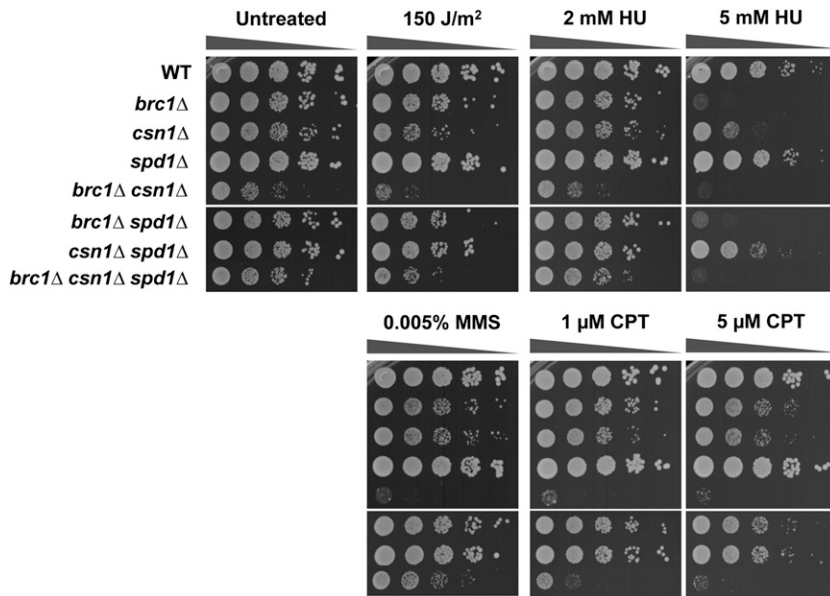 Untreated 150 J/m² 2 mM HU 5 mM HU
WT
brc1Δ
csn1Δ
spd1Δ
brc1Δ csn1Δ
brc1Δ spd1Δ
csn1Δ spd1Δ
brc1Δ csn1Δ spd1Δ
0.005% MMS 1 µM CPT 5 µM CPT